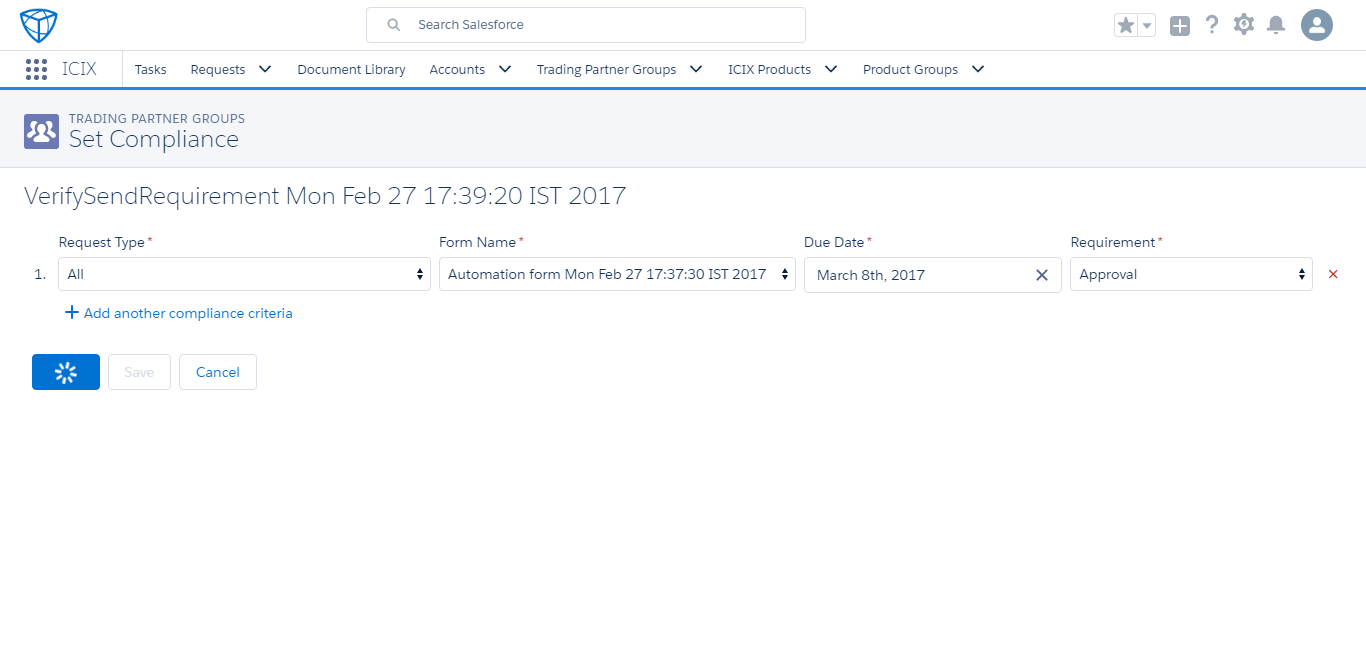 Search Salesforce
ICIX
Tasks
Requests
Document Library
Accounts
Trading Partner Groups
ICIX Products
Product Groups
TRADING PARTNER GROUPS
Set Compliance
VerifySendRequirement Mon Feb 27 17:39:20 IST 2017
Request Type *
Form Name *
Due Date *
Requirement *
1.
All
Automation form Mon Feb 27 17:37:30 IST 2017
March 8th, 2017
Approval
Add another compliance criteria
Save
Cancel